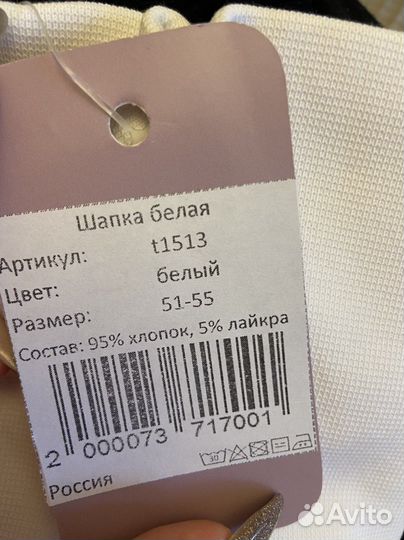 Шапка белая
Артикул: t1513
Цвет: белый
Размер: 51-55
Состав: 95% хлопок, 5% лайкра
2 000073 717001
30
Россия
Avito